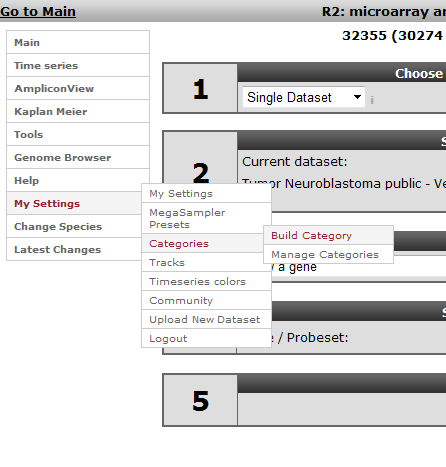 Go to Main
R2: microarray an
32355 (30274
Main
Time series
AmpliconView
Kaplan Meier
Tools
Genome Browser
Help
My Settings
Change Species
Latest Changes
My Settings
MegaSampler
Presets
Categories
Tracks
Timeseries colors
Community
Upload New Dataset
Logout
Build Category
Manage Categories
1
Choose
Single Dataset
i
2
S
Current dataset:
Tumor Neuroblastoma public - Ve
a gene
S
/ Probeset:
5